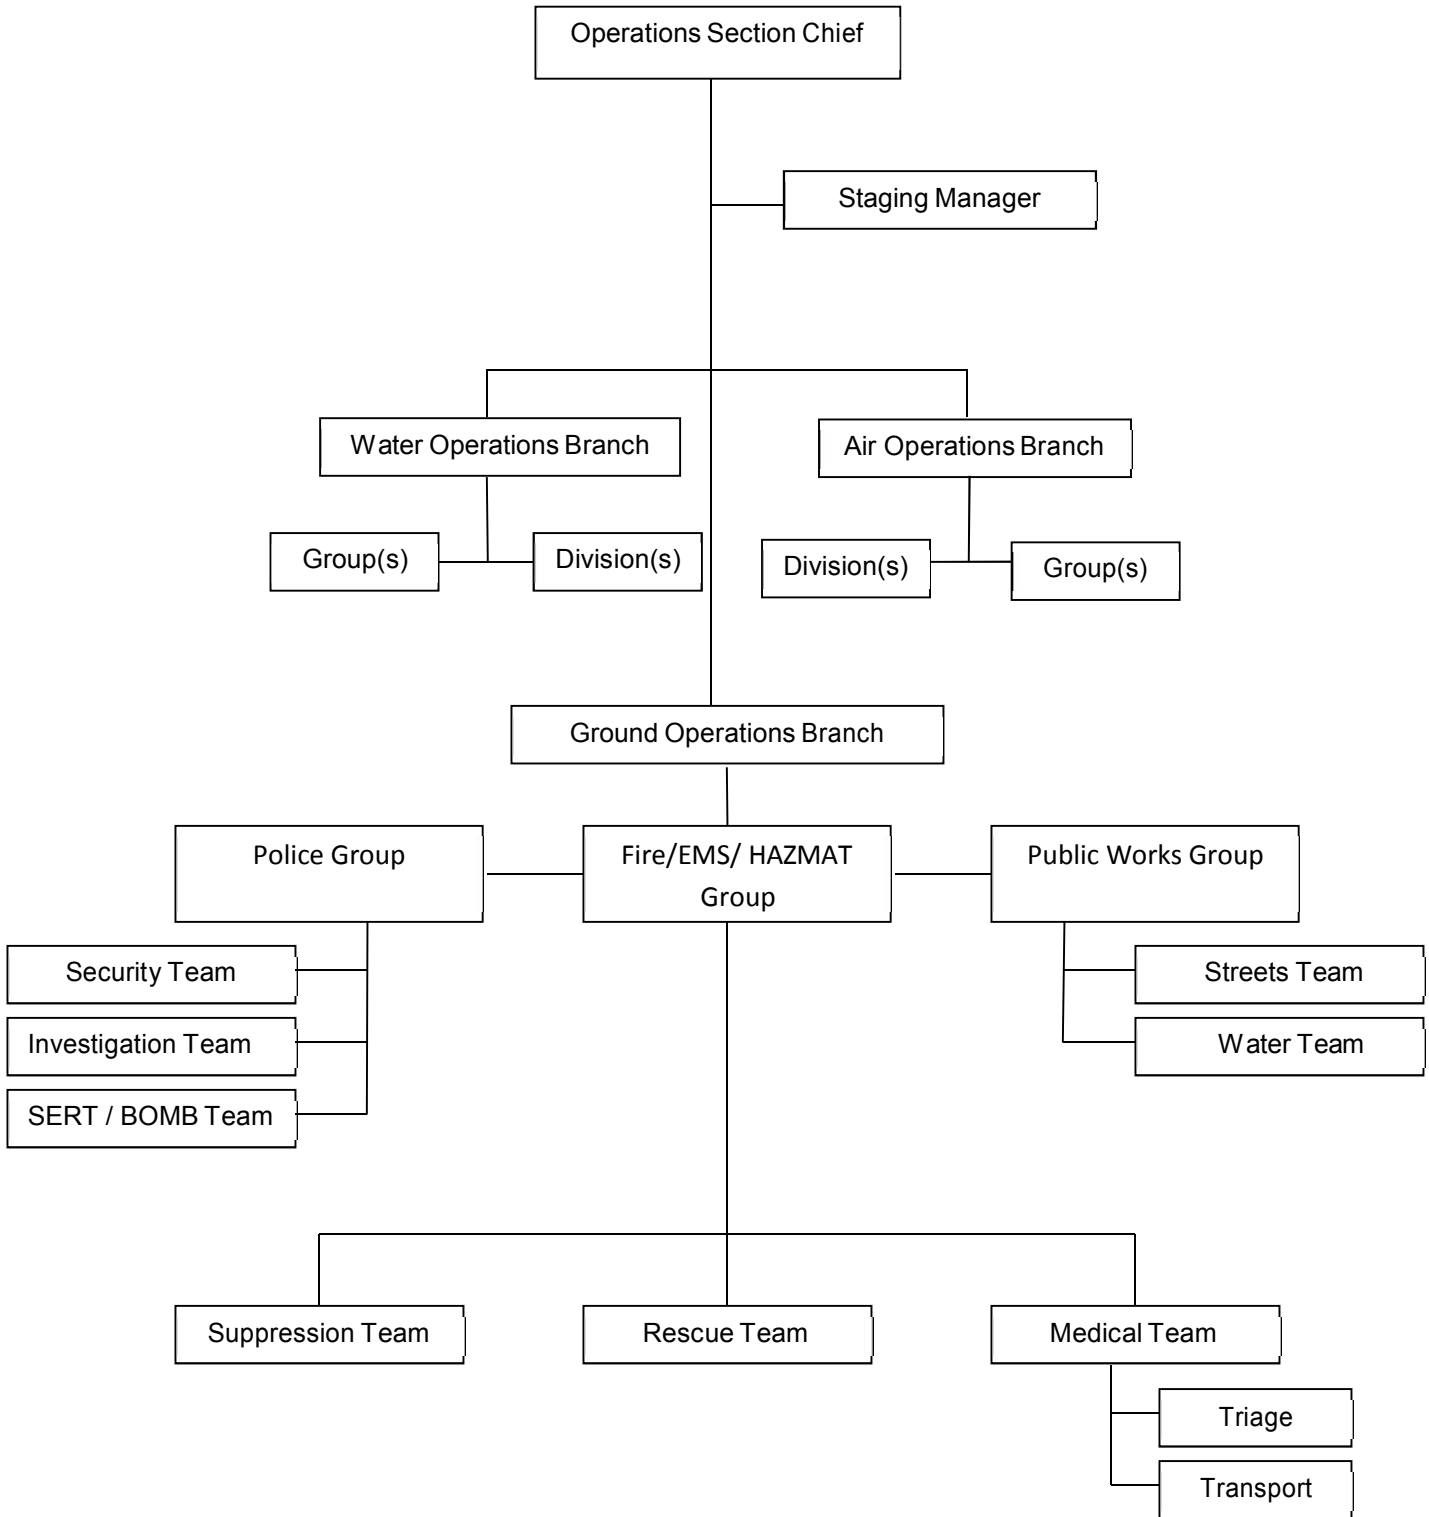 Operations Section Chief
Staging Manager
Water Operations Branch
Air Operations Branch
Group(s)
Division(s)
Division(s)
Group(s)
Ground Operations Branch
Police Group
Fire/EMS/ HAZMAT
Group
Public Works Group
Security Team
Investigation Team
SERT / BOMB Team
Streets Team
Water Team
Suppression Team
Rescue Team
Medical Team
Triage
Transport